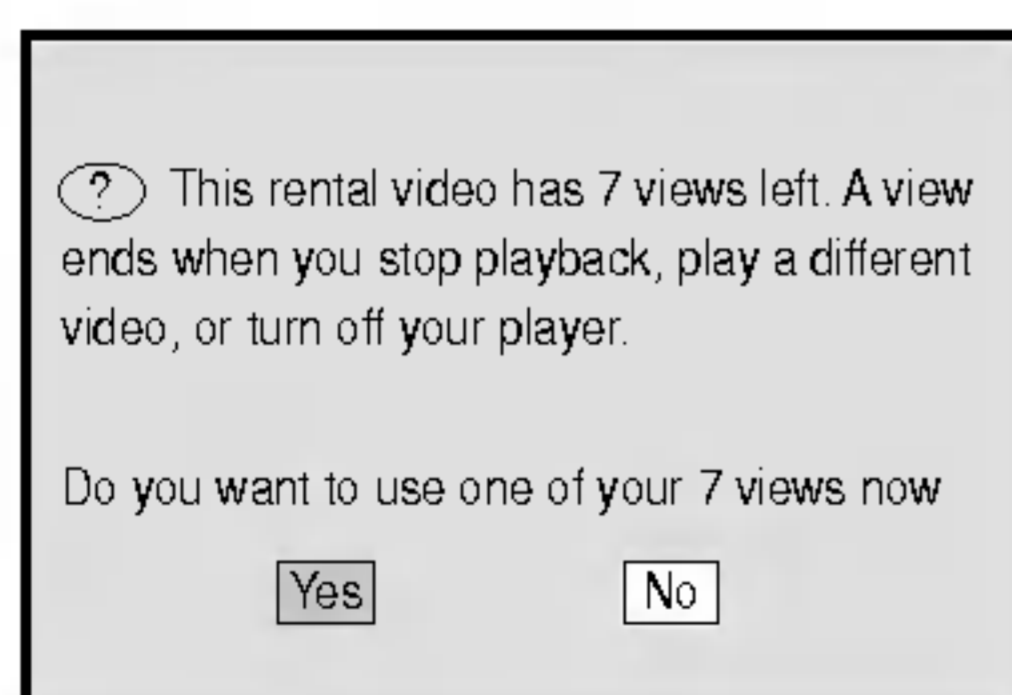 ? This rental video has 7 views left. A view
ends when you stop playback, play a different
video, or turn off your player.
Do you want to use one of your 7 views now
Yes No